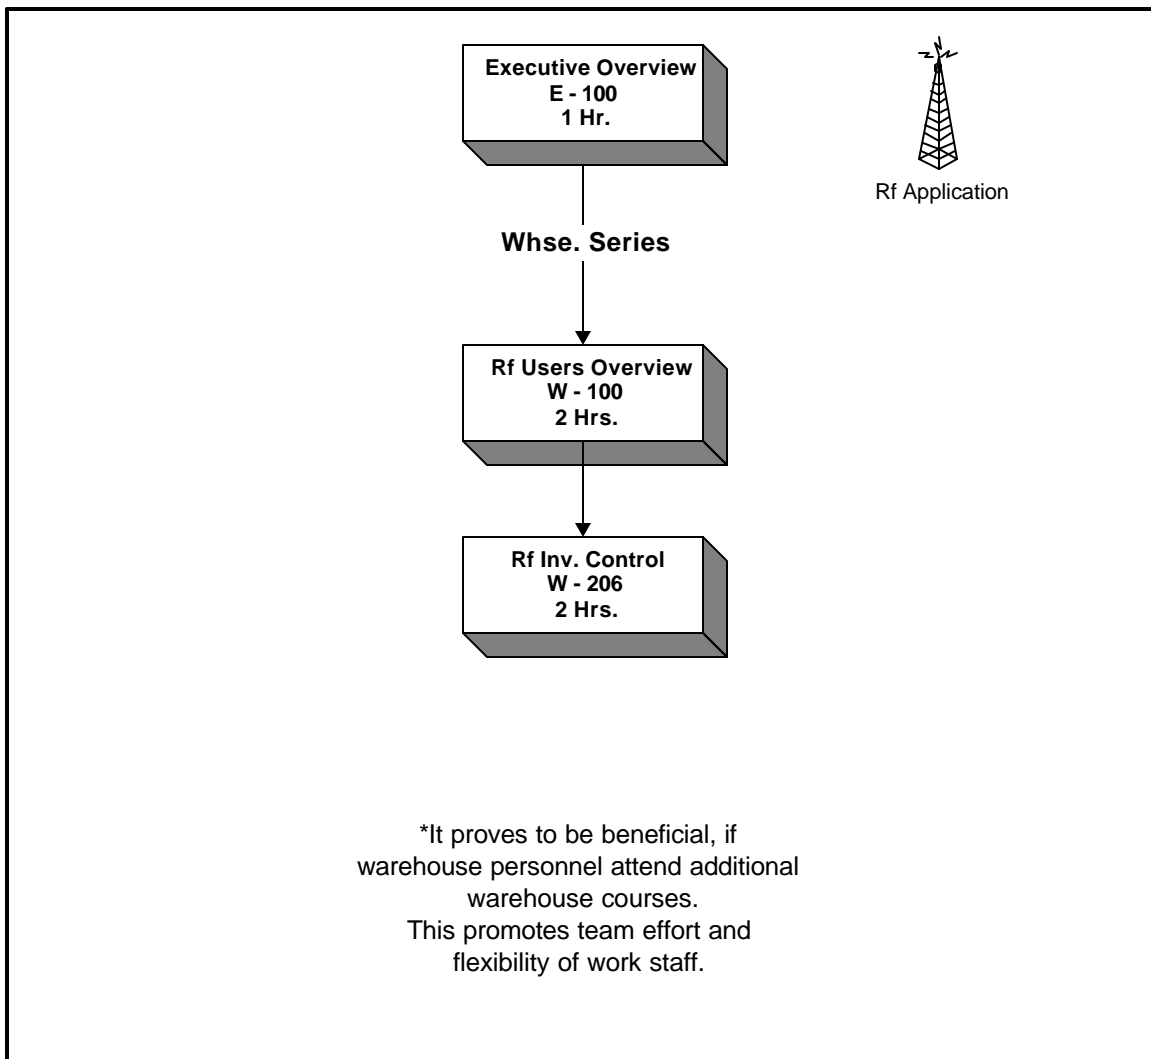 Executive Overview
E - 100
1 Hr.
Rf Application
Whse. Series
Rf Users Overview
W - 100
2 Hrs.
Rf Inv. Control
W - 206
2 Hrs.
*It proves to be beneficial, if
warehouse personnel attend additional
warehouse courses.
This promotes team effort and
flexibility of work staff.